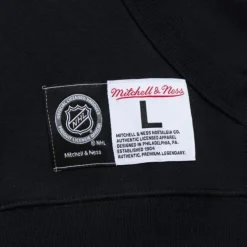 NHL
© NHL
Mitchell & Ness
Mitchell & Ness
L
MITCHELL & NESS NOSTALGIA CO.
AUTHENTIC LICENSED APPAREL
DESIGNED IN PHILADELPHIA, PA.
ESTABLISHED 1904
AUTHENTIC. PREMIUM. LEGENDARY.